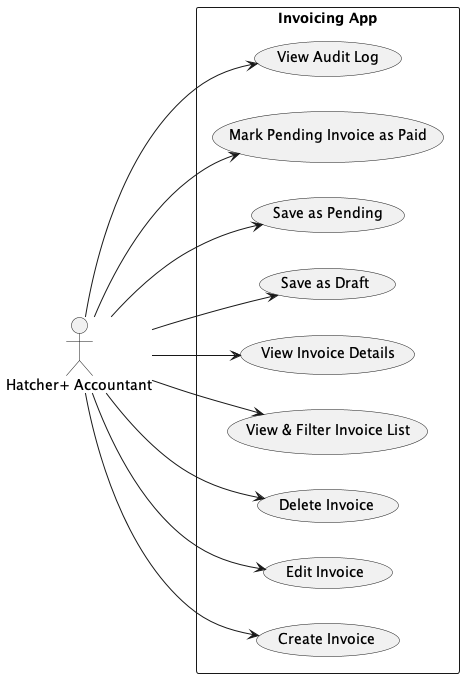 Invoicing App
View Audit Log
Mark Pending Invoice as Paid
Save as Pending
Save as Draft
View Invoice Details
Hatcher+ Accountant
View & Filter Invoice List
Delete Invoice
Edit Invoice
Create Invoice